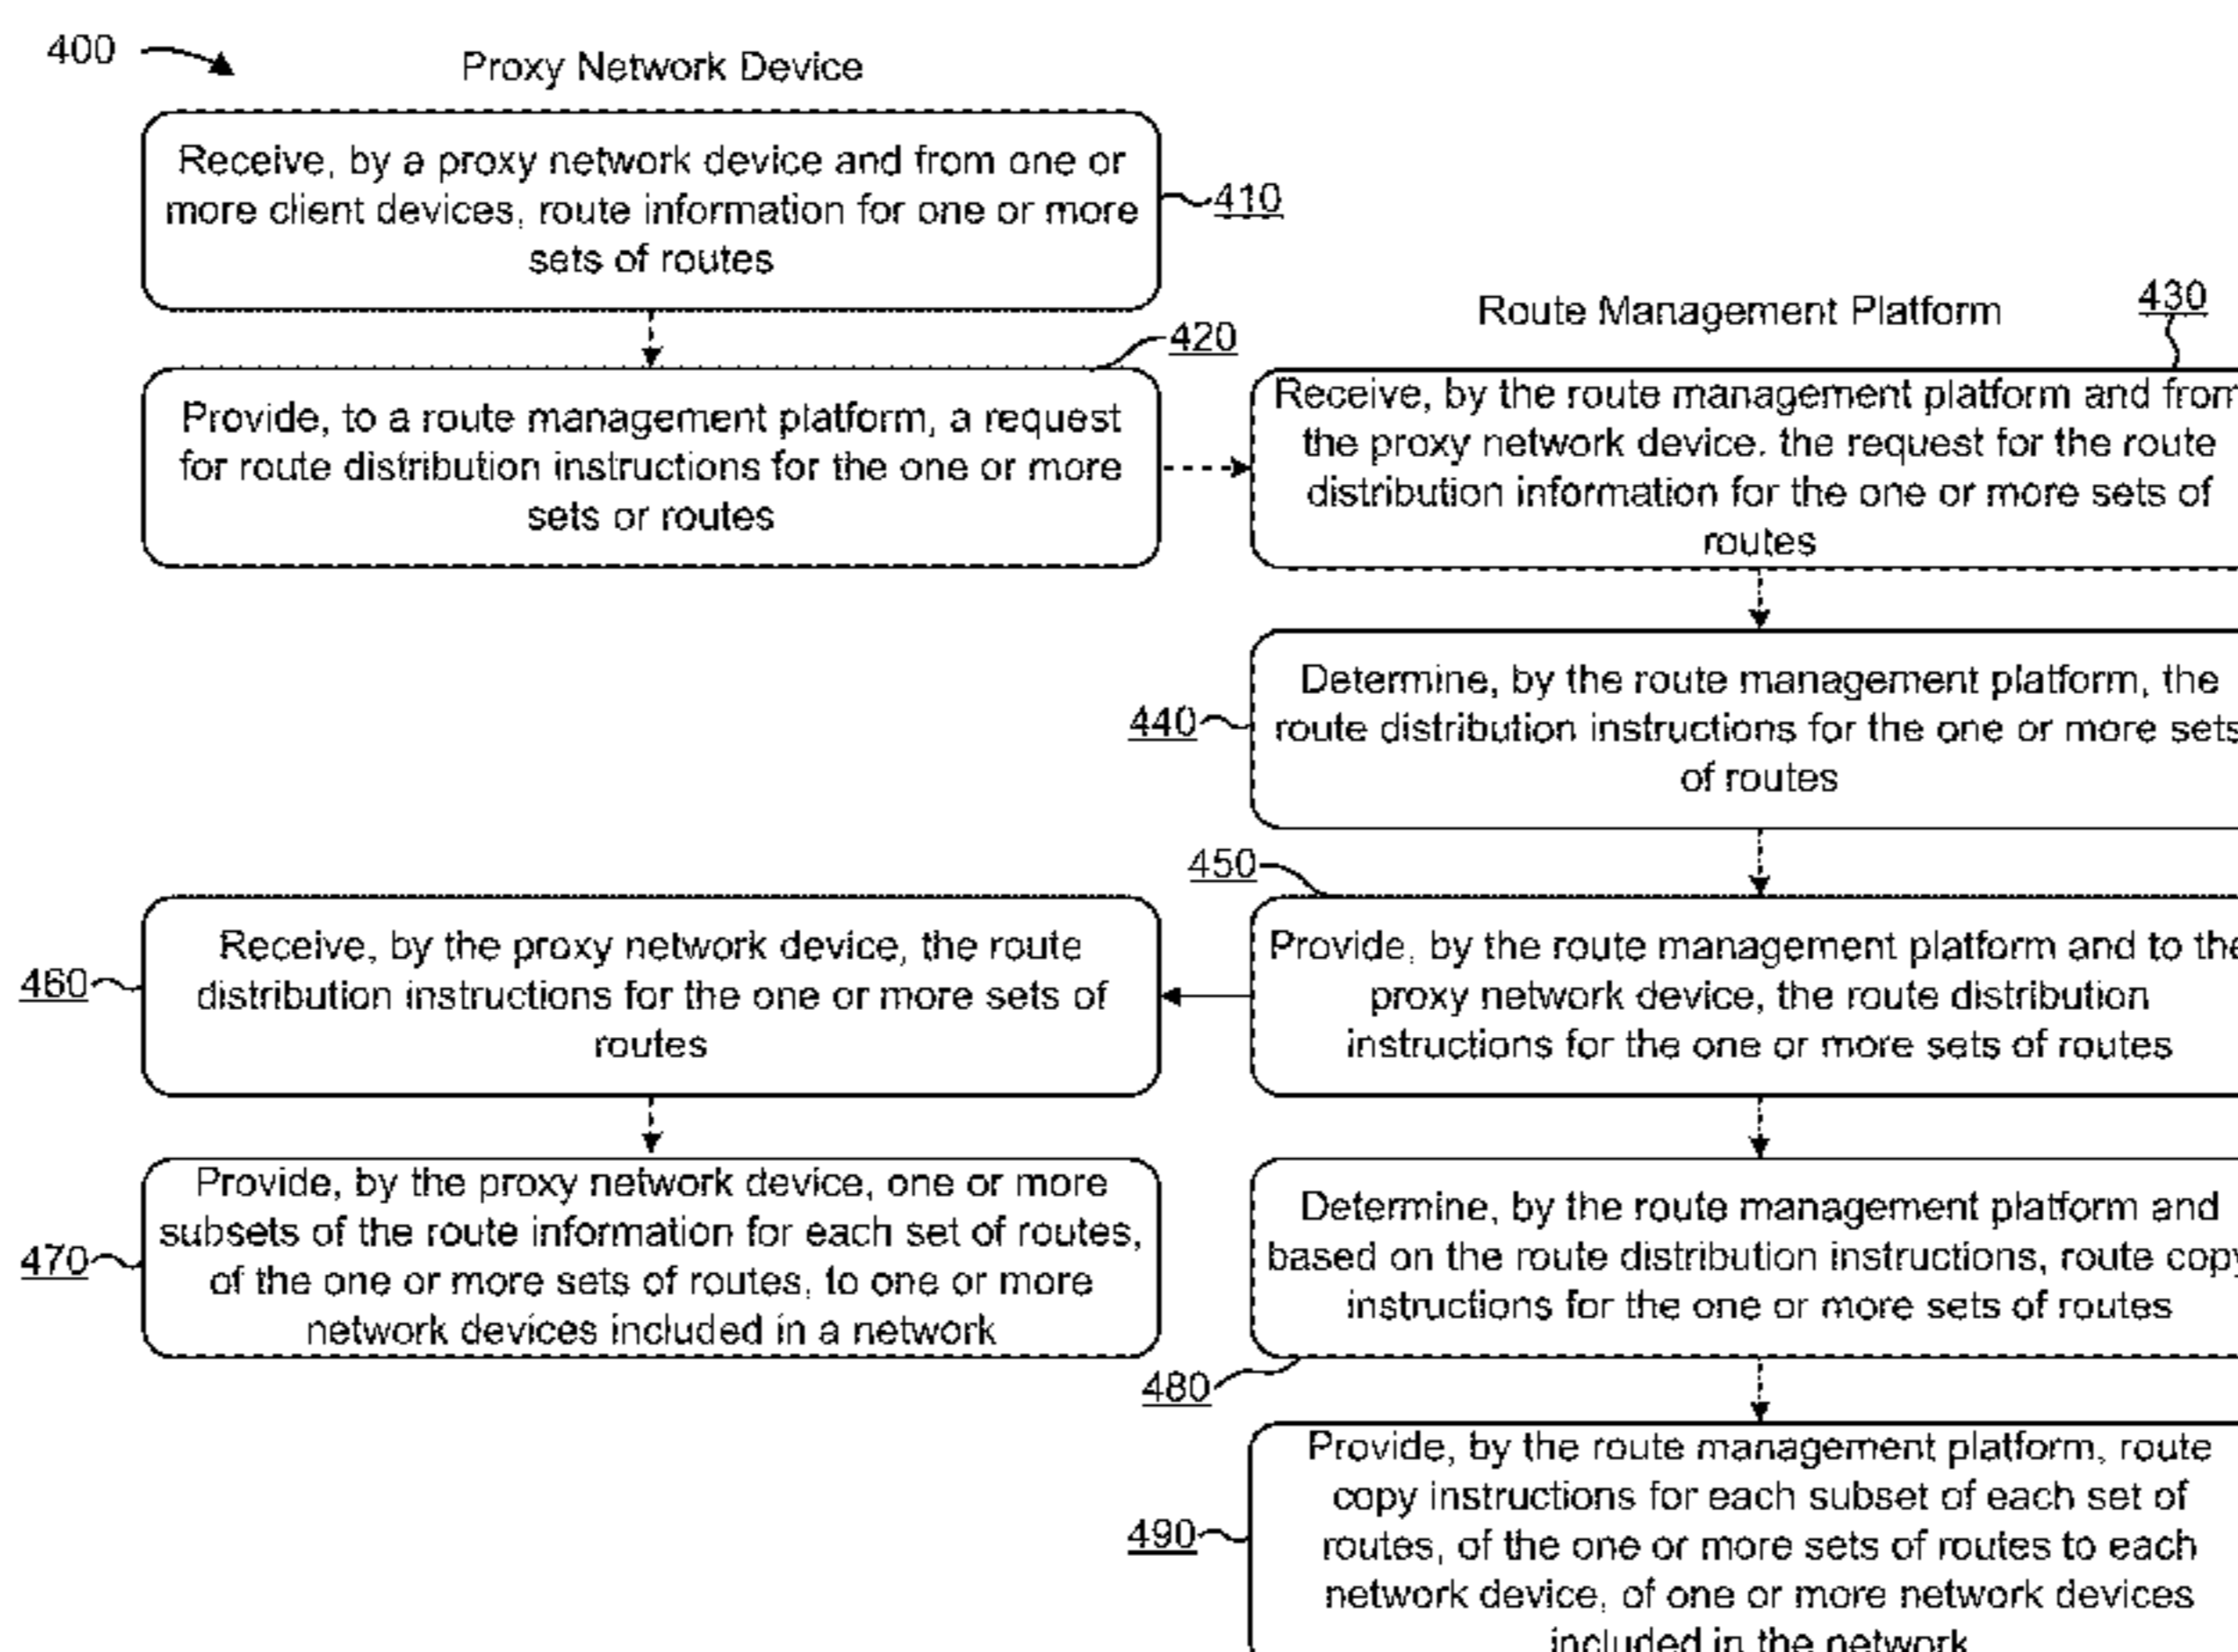 400
Proxy Network Device
Receive, by a proxy network device and from one or
more client devices, route information for one or more
sets of routes
410
Route Management Platform
430
420
Provide, to a route management platform, a request
for route distribution instructions for the one or more
sets or routes
Receive, by the route management platform and from
the proxy network device. the request for the route
distribution information for the one or more sets of
routes
Determine, by the route management platform, the
route distribution instructions for the one or more sets
of routes
440
450
Provide, by the route management platform and to the
proxy network device, the route distribution
instructions for the one or more sets of routes
Receive, by the proxy network device, the route
distribution instructions for the one or more sets of
routes
460
Provide, by the proxy network device, one or more
subsets of the route information for each set of routes,
of the one or more sets of routes, to one or more
network devices included in a network
470
Determine, by the route management platform and
based on the route distribution instructions, route copy
instructions for the one or more sets of routes
480
Provide, by the route management platform, route
copy instructions for each subset of each set of
routes, of the one or more sets of routes to each
network device, of one or more network devices
included in the network
490